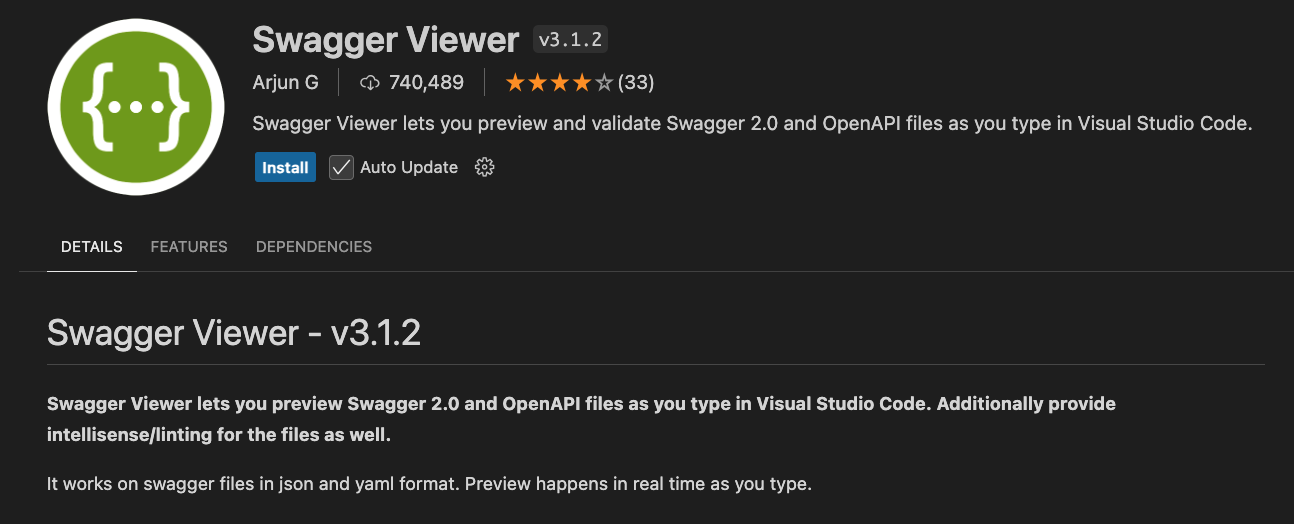 Swagger Viewer v3.1.2
Arjun G 740,489 (33)
Swagger Viewer lets you preview and validate Swagger 2.0 and OpenAPI files as you type in Visual Studio Code.
Install Auto Update
DETAILS FEATURES DEPENDENCIES
Swagger Viewer - v3.1.2
Swagger Viewer lets you preview Swagger 2.0 and OpenAPI files as you type in Visual Studio Code. Additionally provide
intellisense/linting for the files as well.
It works on swagger files in json and yaml format. Preview happens in real time as you type.